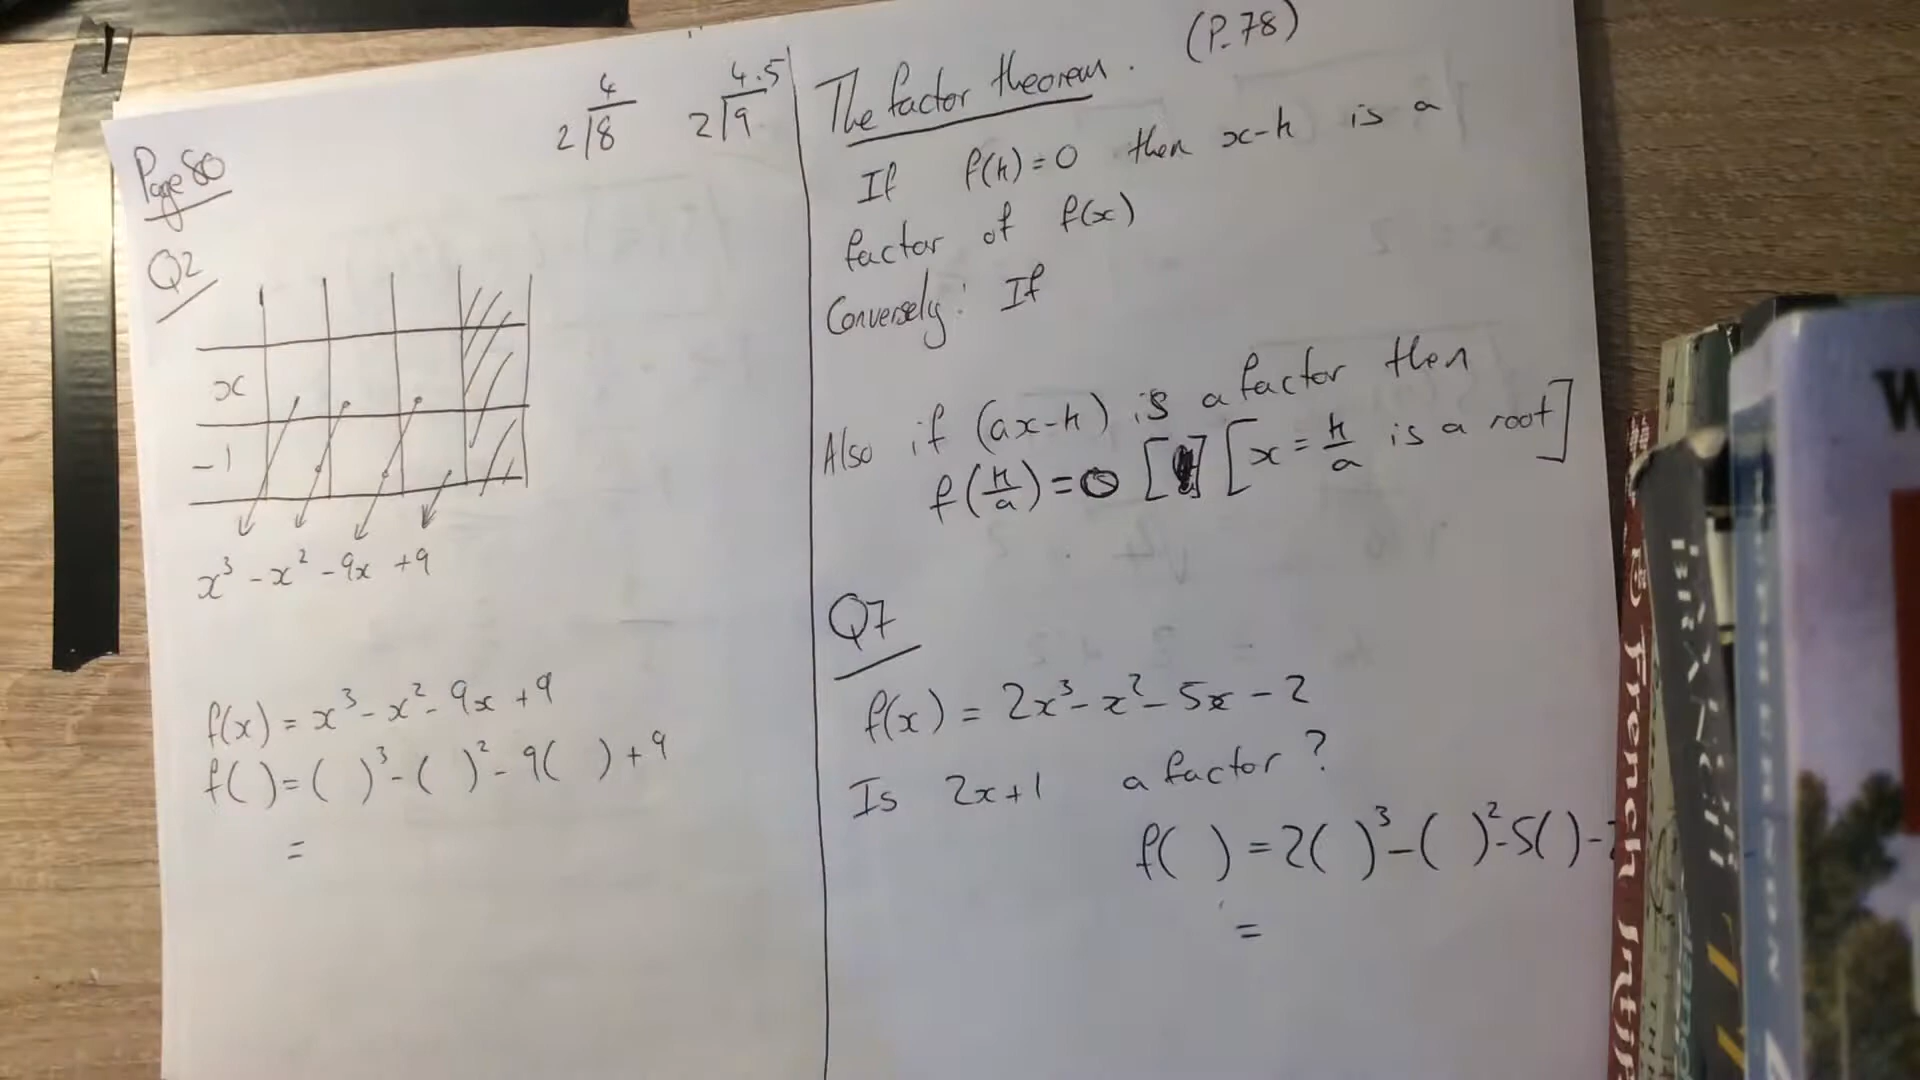 4
2 | 8
4.5
2 | 9
Page 80
Q2
x
-1
x³ - x² - 9x + 9
f(x) = x³ - x² - 9x + 9
f( ) = ( )³ - ( )² - 9( ) + 9
=
The factor theorem. (P.78)
If f(h) = 0 then x-h is a
factor of f(x)
Conversely: If
Also if (ax-h) is a factor then
f(h/a) = 0 [ ] [x = h/a is a root]
Q7
f(x) = 2x³ - x² - 5x - 2
Is 2x+1 a factor?
f( ) = 2( )³ - ( )² - 5( ) -
=
French